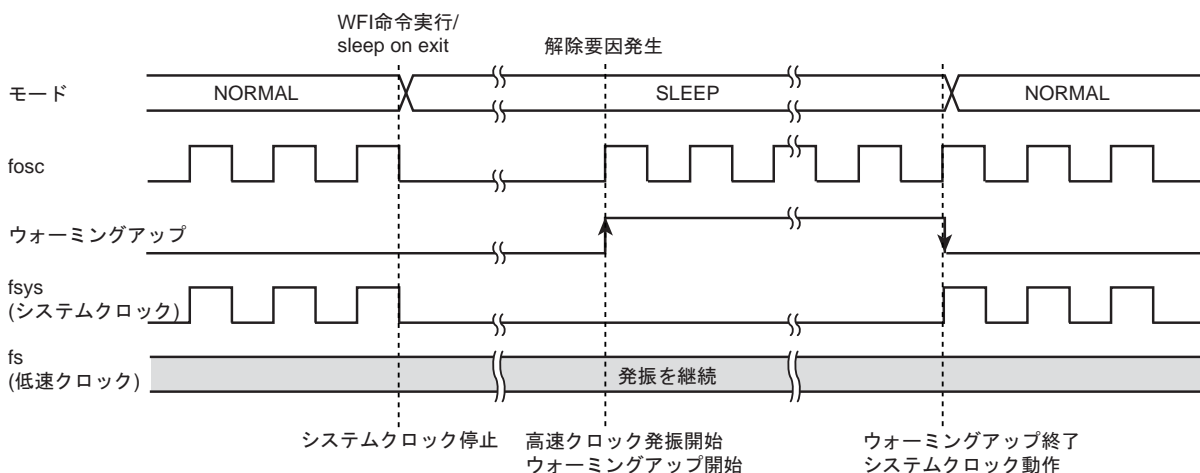 WFI命令実行/
sleep on exit
解除要因発生
モード
NORMAL
SLEEP
NORMAL
fosc
ウォーミングアップ
fsys
(システムクロック)
fs
(低速クロック)
発振を継続
システムクロック停止
高速クロック発振開始
ウォーミングアップ開始
ウォーミングアップ終了
システムクロック動作